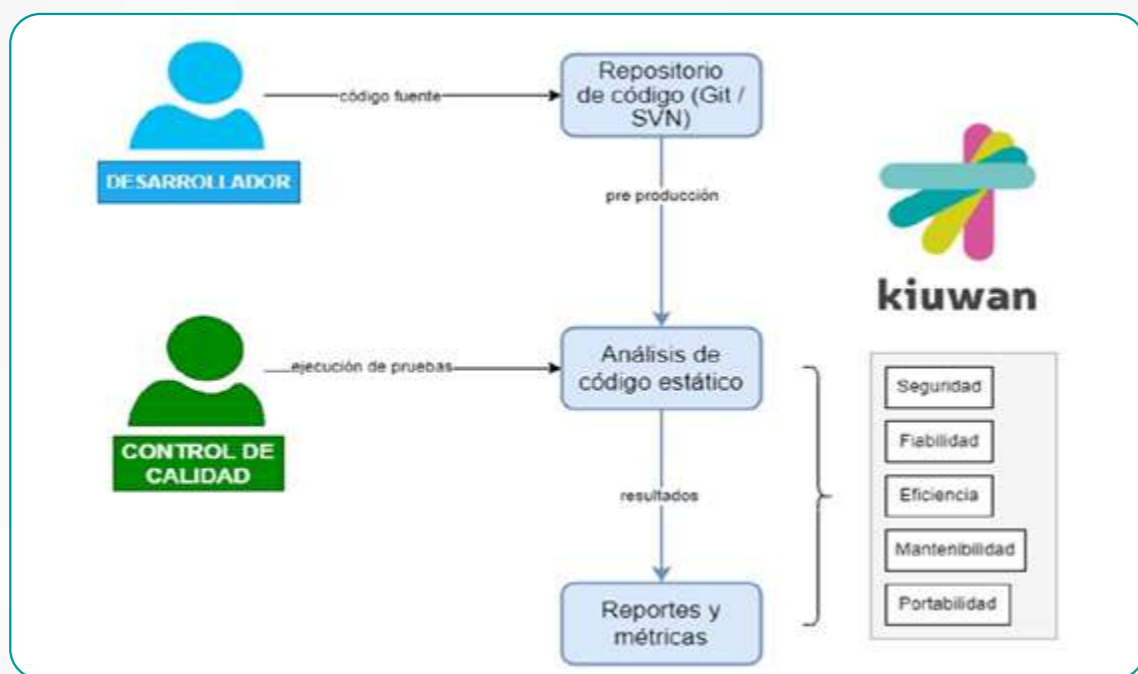 Repositorio
de código (Git /
SVN)
código fuente
DESARROLLADOR
pre producción
kiuwan
Análisis de
código estático
ejecución de pruebas
CONTROL DE
CALIDAD
Seguridad
Fiabilidad
Eficiencia
Mantenibilidad
Portabilidad
resultados
Reportes y
métricas